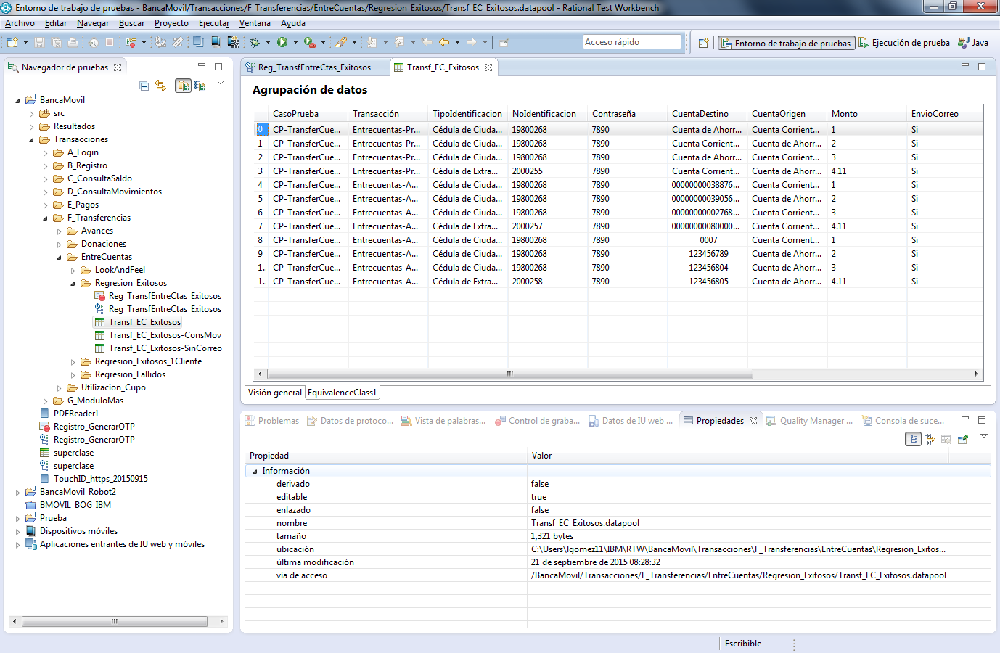 Entorno de trabajo de pruebas - BancaMovil/Transacciones/F_Transferencias/EntreCuentas/Regresion_Exitosos/Transf_EC_Exitosos.datapool - Rational Test Workbench
Archivo Editar Navegar Buscar Proyecto Ejecutar Ventana Ayuda
Acceso rápido Entorno de trabajo de pruebas Ejecución de prueba Java
Navegador de pruebas
BancaMovil
src
Resultados
Transacciones
A_Login
B_Registro
C_ConsultaSaldo
D_ConsultaMovimientos
E_Pagos
F_Transferencias
Avances
Donaciones
EntreCuentas
LookAndFeel
Regresion_Exitosos
Reg_TransfEntreCtas_Exitosos
Reg_TransfEntreCtas_Exitosos
Transf_EC_Exitosos
Transf_EC_Exitosos-ConsMov
Transf_EC_Exitosos-SinCorreo
Regresion_Exitosos_1Cliente
Regresion_Fallidos
Utilizacion_Cupo
G_ModuloMas
PDFReader1
Registro_GenerarOTP
Registro_GenerarOTP
superclase
superclase
TouchID_https_20150915
BancaMovil_Robot2
BMOVIL_BOG_IBM
Prueba
Dispositivos móviles
Aplicaciones entrantes de IU web y móviles
Reg_TransfEntreCtas_Exitosos Transf_EC_Exitosos
Agrupación de datos
CasoPrueba Transacción TipoIdentificacion NoIdentificacion Contraseña CuentaDestino CuentaOrigen Monto EnvioCorreo
0 CP-TransferCue... Entrecuentas-Pr... Cédula de Ciuda... 19800268 7890 Cuenta de Ahorr... Cuenta Corrient... 1 Si
1 CP-TransferCue... Entrecuentas-Pr... Cédula de Ciuda... 19800268 7890 Cuenta Corrient... Cuenta de Ahorr... 2 Si
2 CP-TransferCue... Entrecuentas-Pr... Cédula de Ciuda... 19800268 7890 Cuenta de Ahorr... Cuenta Corrient... 3 Si
3 CP-TransferCue... Entrecuentas-Pr... Cédula de Extra... 2000255 7890 Cuenta Corrient... Cuenta de Ahorr... 4.11 Si
4 CP-TransferCue... Entrecuentas-A... Cédula de Ciuda... 19800268 7890 00000000038876... Cuenta Corrient... 1 Si
5 CP-TransferCue... Entrecuentas-A... Cédula de Ciuda... 19800268 7890 00000000039056... Cuenta de Ahorr... 2 Si
6 CP-TransferCue... Entrecuentas-A... Cédula de Ciuda... 19800268 7890 00000000002768... Cuenta Corrient... 3 Si
7 CP-TransferCue... Entrecuentas-A... Cédula de Extra... 2000257 7890 00000000080000... Cuenta Corrient... 4.11 Si
8 CP-TransferCue... Entrecuentas-A... Cédula de Ciuda... 19800268 7890 0007 Cuenta Corrient... 1 Si
9 CP-TransferCue... Entrecuentas-A... Cédula de Ciuda... 19800268 7890 123456789 Cuenta de Ahorr... 2 Si
1. CP-TransferCue... Entrecuentas-A... Cédula de Ciuda... 19800268 7890 123456804 Cuenta de Ahorr... 3 Si
1. CP-TransferCue... Entrecuentas-A... Cédula de Extra... 2000258 7890 123456805 Cuenta de Ahorr... 4.11 Si
Visión general EquivalenceClass1
Problemas Datos de protoco... Vista de palabras... Control de graba... Datos de IU web ... Propiedades Quality Manager ... Consola de suce...
Propiedad Valor
Información
derivado false
editable true
enlazado false
nombre Transf_EC_Exitosos.datapool
tamaño 1,321 bytes
ubicación C:\Users\lgomez11\IBM\RTW\BancaMovil\Transacciones\F_Transferencias\EntreCuentas\Regresion_Exitos...
última modificación 21 de septiembre de 2015 08:28:32
vía de acceso /BancaMovil/Transacciones/F_Transferencias/EntreCuentas/Regresion_Exitosos/Transf_EC_Exitosos.datapool
Escribible